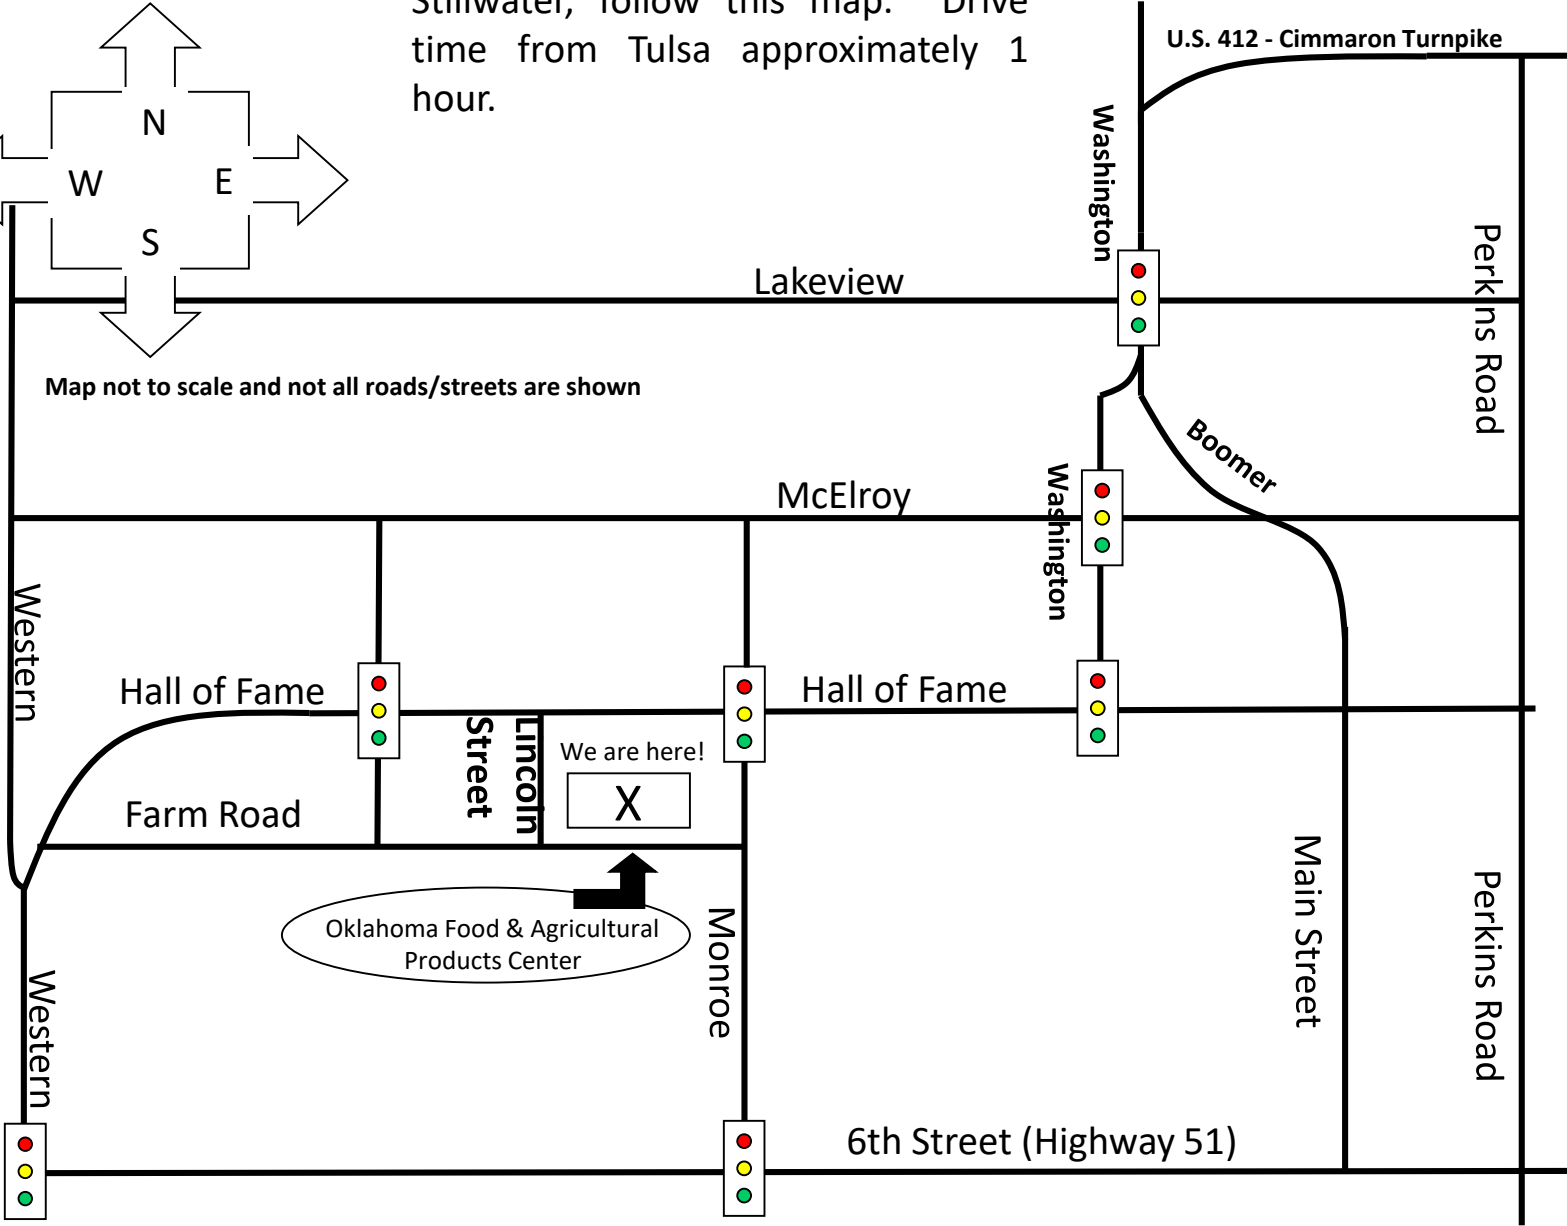 Stillwater, follow this map. Drive
time from Tulsa approximately 1
hour.
U.S. 412 - Cimmaron Turnpike
N
W
E
S
Washington
Perkins Road
Lakeview
Map not to scale and not all roads/streets are shown
Boomer
McElroy
Washington
Western
Hall of Fame
Hall of Fame
Lincoln
Street
We are here!
X
Farm Road
Main Street
Perkins Road
Oklahoma Food & Agricultural
Products Center
Monroe
Western
6th Street (Highway 51)